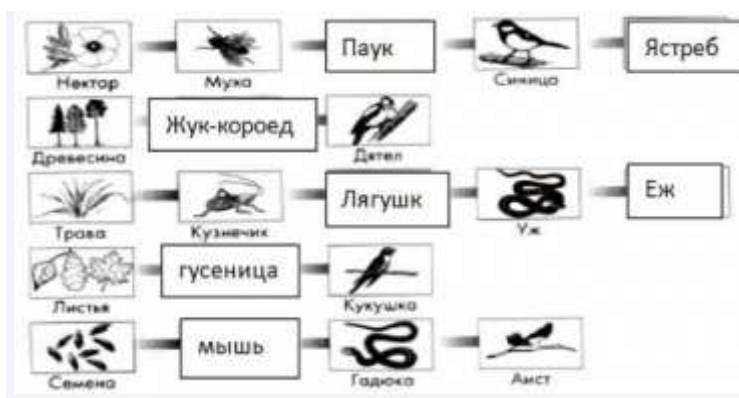 Нектар Муха Паук Синица Ястреб
Древесина Жук-короед Дятел
Трава Кузнечик Лягушк Уж Еж
Листья гусеница Кукушка
Семена мышь Гадюка Аист